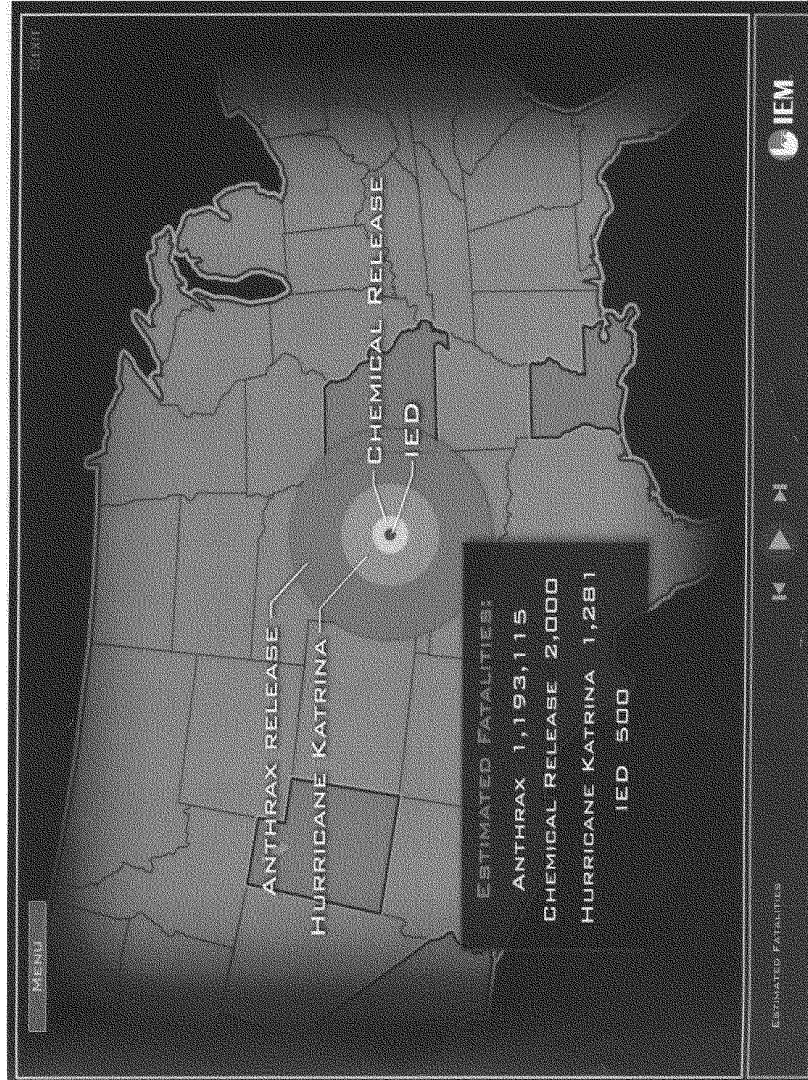 MENU
EXIT
ANTHRAX RELEASE
HURRICANE KATRINA
CHEMICAL RELEASE
IED
ESTIMATED FATALITIES:
ANTHRAX 1,193,115
CHEMICAL RELEASE 2,000
HURRICANE KATRINA 1,281
IED 500
ESTIMATED FATALITIES
IEM